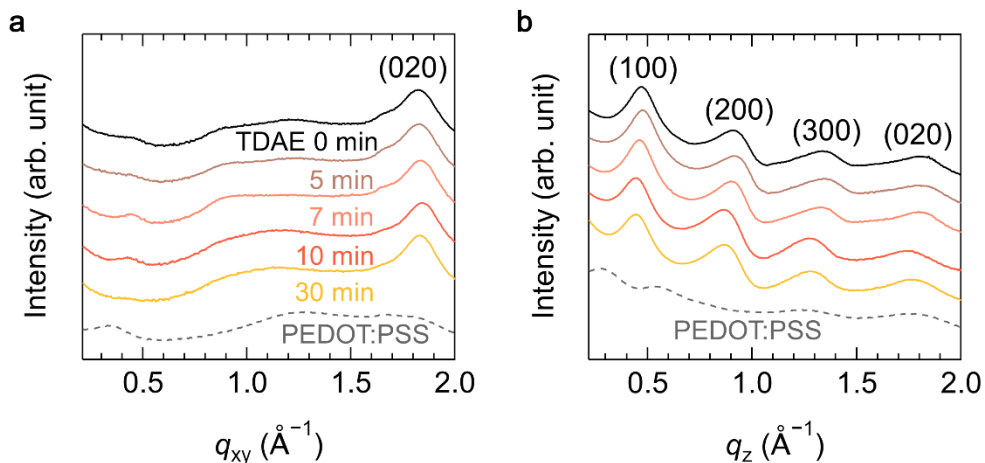 a
(020)
TDAE 0 min
5 min
7 min
10 min
30 min
PEDOT:PSS
Intensity (arb. unit)
0.5 1.0 1.5 2.0
q_xy (Å⁻¹)
b
(100)
(200)
(300)
(020)
PEDOT:PSS
Intensity (arb. unit)
0.5 1.0 1.5 2.0
q_z (Å⁻¹)